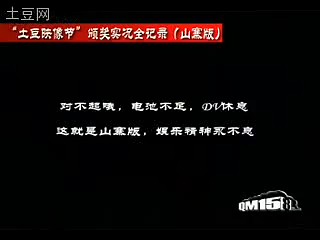 土豆网
“土豆映像节”颁奖实况全记录（山寨版）
对不起哦，电池不足，DV休息
这就是山寨版，娱乐精神永不息
QM15